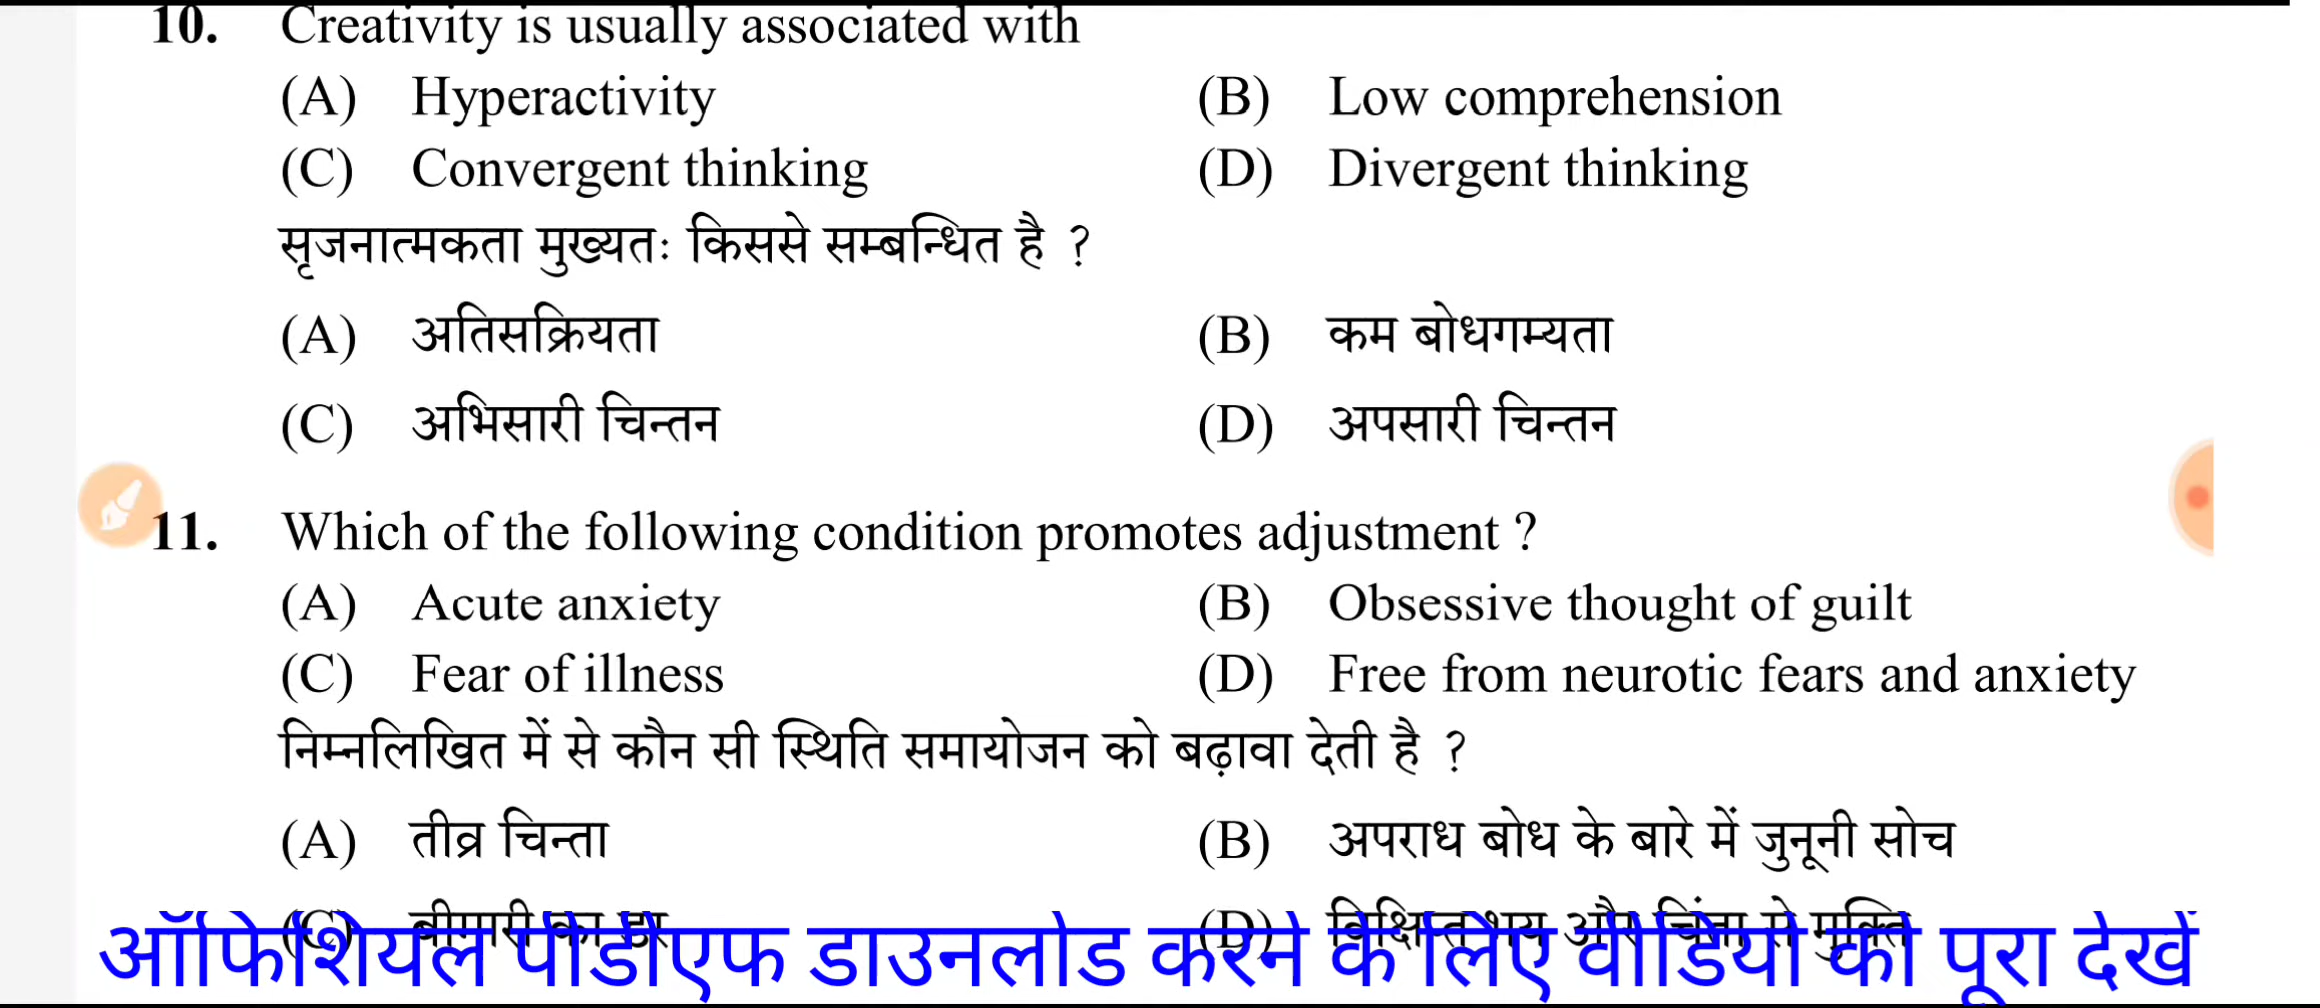 10. Creativity is usually associated with
(A) Hyperactivity (B) Low comprehension
(C) Convergent thinking (D) Divergent thinking
सृजनात्मकता मुख्यतः किससे सम्बन्धित है ?
(A) अतिसक्रियता (B) कम बोधगम्यता
(C) अभिसारी चिन्तन (D) अपसारी चिन्तन
11. Which of the following condition promotes adjustment ?
(A) Acute anxiety (B) Obsessive thought of guilt
(C) Fear of illness (D) Free from neurotic fears and anxiety
निम्नलिखित में से कौन सी स्थिति समायोजन को बढ़ावा देती है ?
(A) तीव्र चिन्ता (B) अपराध बोध के बारे में जुनूनी सोच
(C) बीमारी का डर (D) विक्षिप्त भय और चिंता से मुक्ति
ऑफिशियल पीडीएफ डाउनलोड करने के लिए वीडियो को पूरा देखें